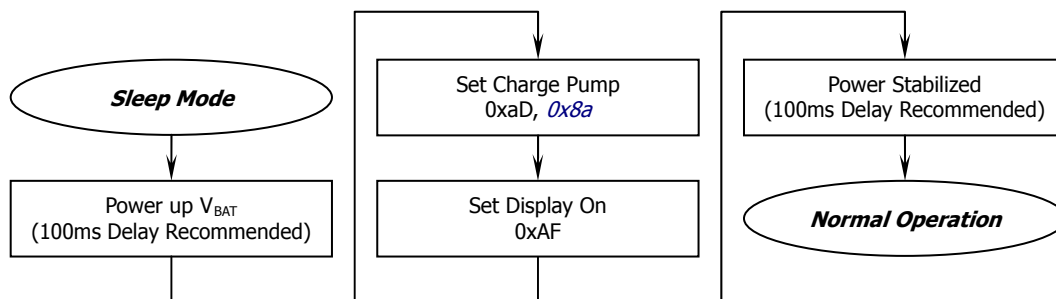 Sleep Mode
Power up VBAT
(100ms Delay Recommended)
Set Charge Pump
0xaD, 0x8a
Set Display On
0xAF
Power Stabilized
(100ms Delay Recommended)
Normal Operation